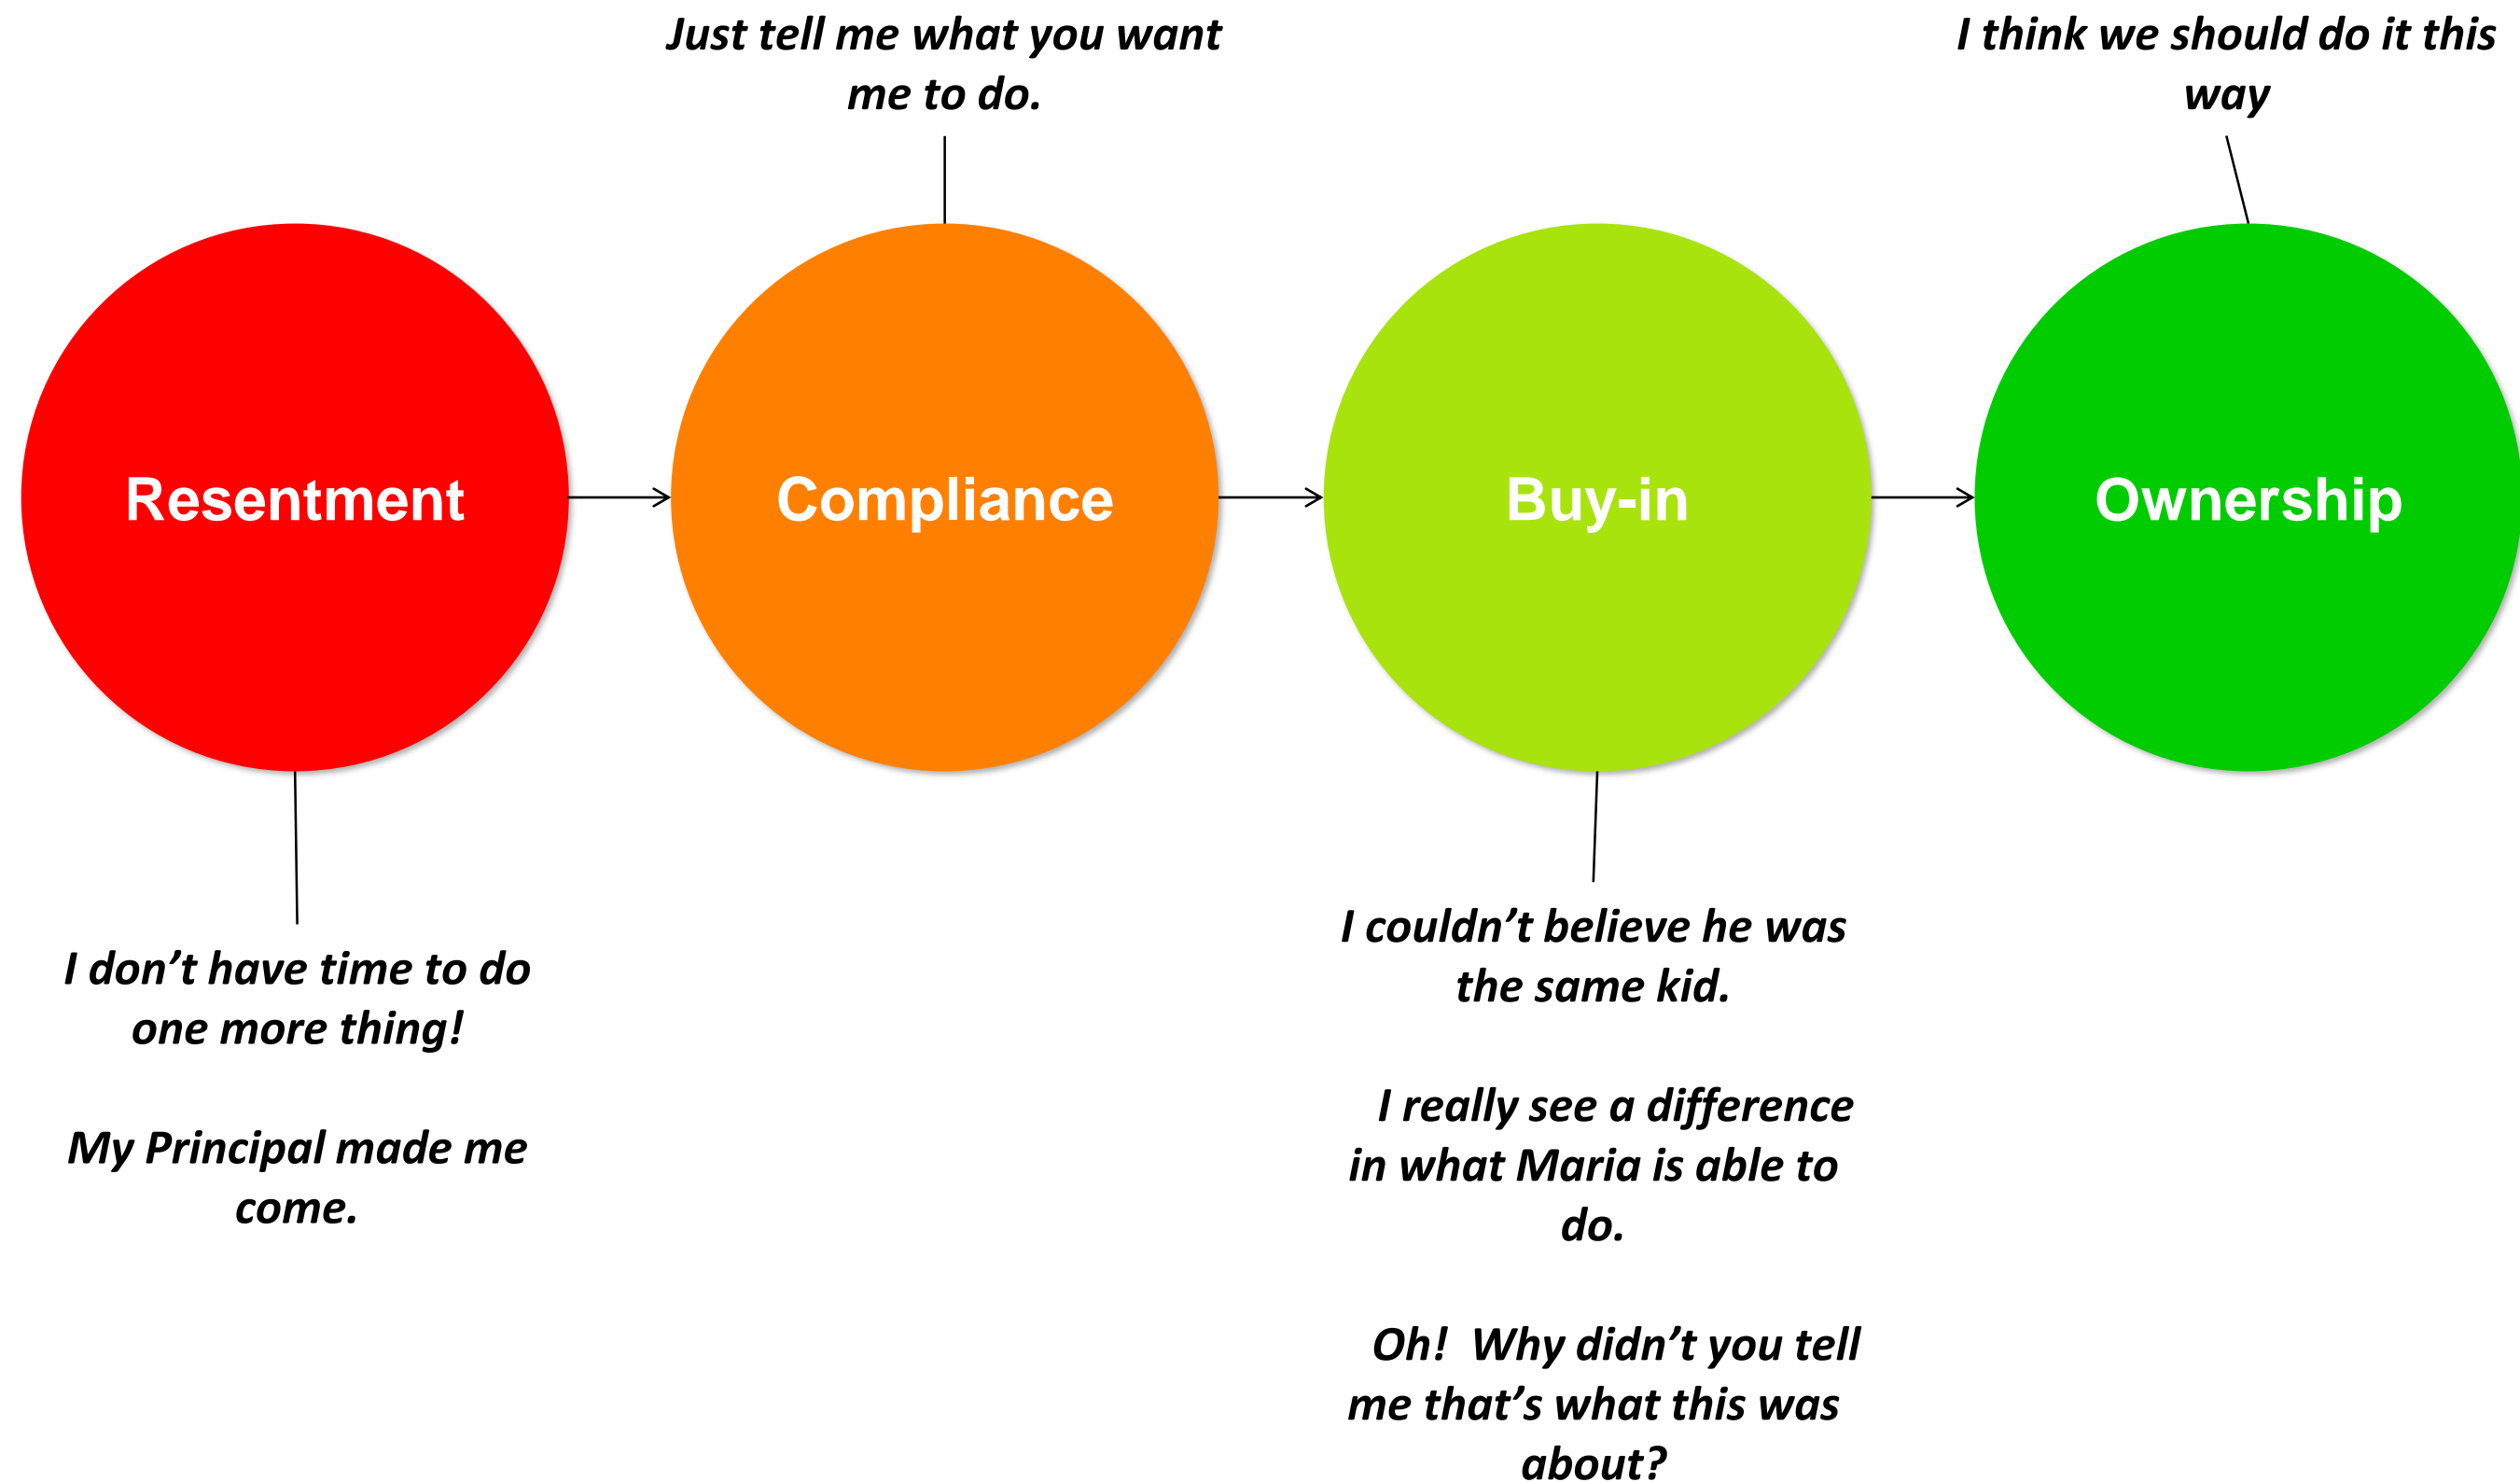 Just tell me what you want
me to do.
I think we should do it this
way
Resentment
Compliance
Buy-in
Ownership
I don’t have time to do
one more thing!
My Principal made me
come.
I couldn’t believe he was
the same kid.
I really see a difference
in what Maria is able to
do.
Oh!  Why didn’t you tell
me that’s what this was
about?